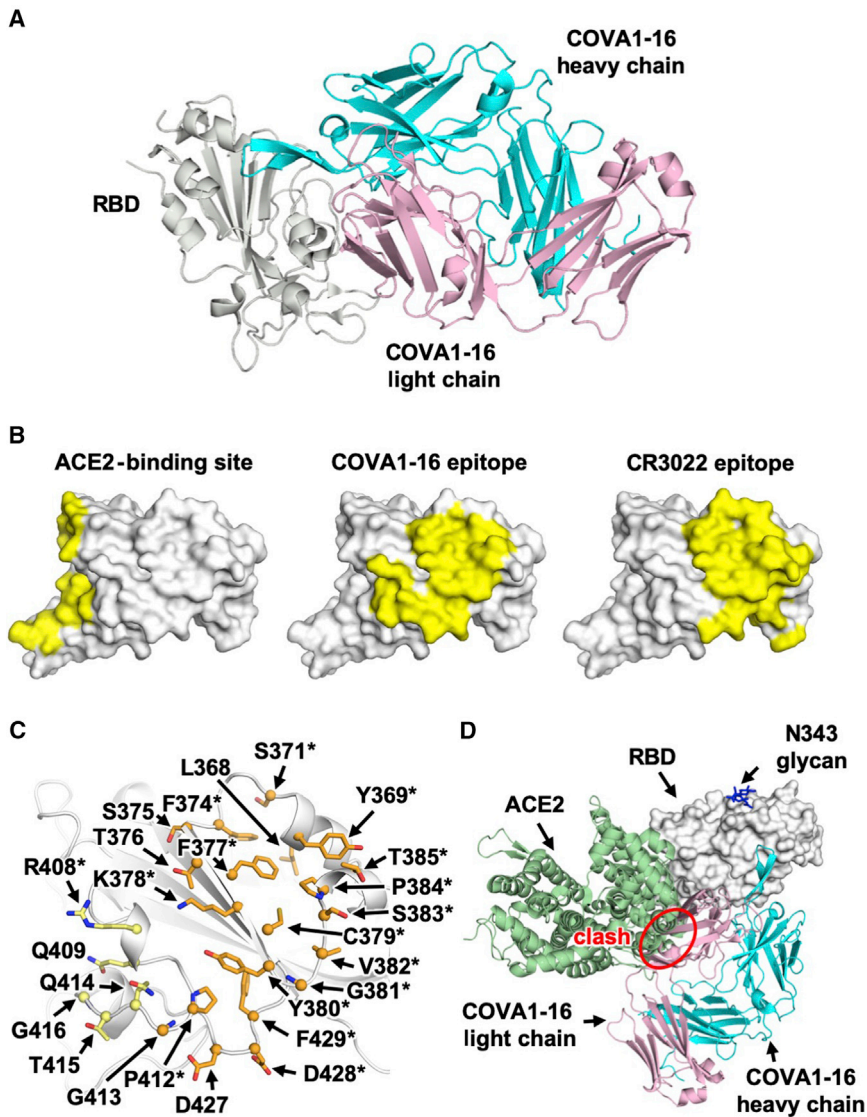 A
COVA1-16
heavy chain
RBD
COVA1-16
light chain
B
ACE2-binding site
COVA1-16 epitope
CR3022 epitope
C
S371*
L368
Y369*
S375
F374*
T376
F377*
T385*
R408*
K378*
P384*
S383*
C379*
Q409
V382*
Q414
G381*
Y380*
G416
F429*
T415
D428*
G413
P412*
D427
D
N343
glycan
RBD
ACE2
clash
COVA1-16
light chain
COVA1-16
heavy chain